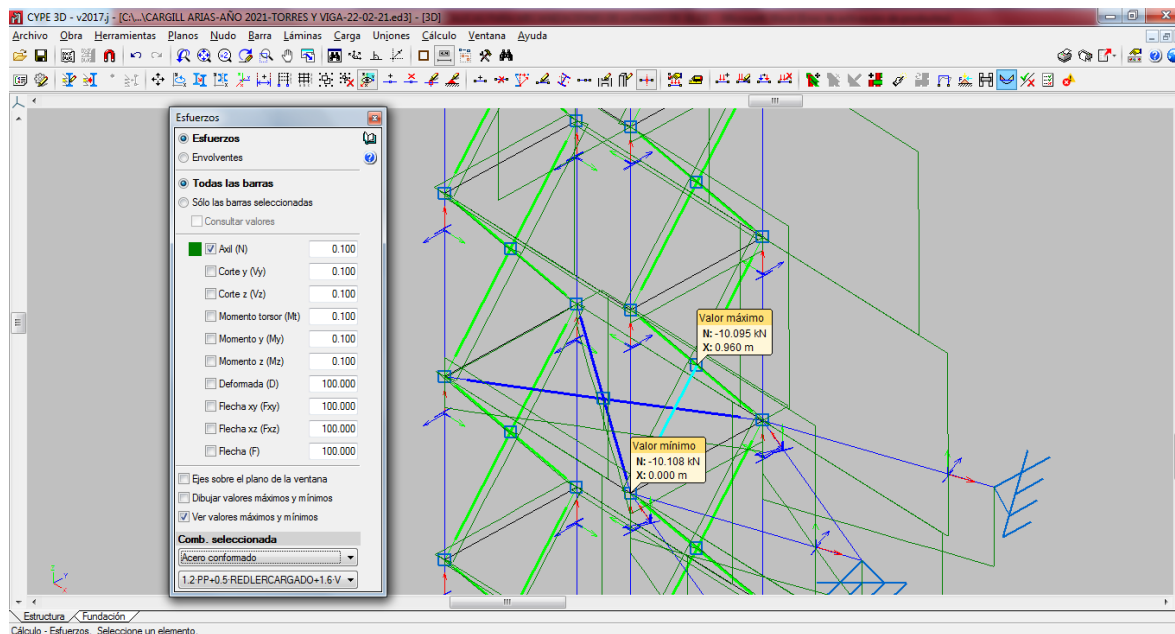 CYPE 3D - v2017.j - [C:\...\CARGILL ARIAS-AÑO 2021-TORRES Y VIGA-22-02-21.ed3] - [3D]
Archivo Obra Herramientas Planos Nudo Barra Láminas Carga Uniones Cálculo Ventana Ayuda
Esfuerzos
Esfuerzos
Envolventes
Todas las barras
Sólo las barras seleccionadas
Consultar valores
Axil (N) 0.100
Corte y (Vy) 0.100
Corte z (Vz) 0.100
Momento torsor (Mt) 0.100
Momento y (My) 0.100
Momento z (Mz) 0.100
Deformada (D) 100.000
Flecha xy (Fxy) 100.000
Flecha xz (Fxz) 100.000
Flecha (F) 100.000
Ejes sobre el plano de la ventana
Dibujar valores máximos y mínimos
Ver valores máximos y mínimos
Comb. seleccionada
Acero conformado
1.2·PP+0.5·REDLERCARGADO+1.6·V
Valor máximo
N: -10.095 kN
X: 0.960 m
Valor mínimo
N: -10.108 kN
X: 0.000 m
Estructura Fundación
Cálculo - Esfuerzos. Seleccione un elemento.